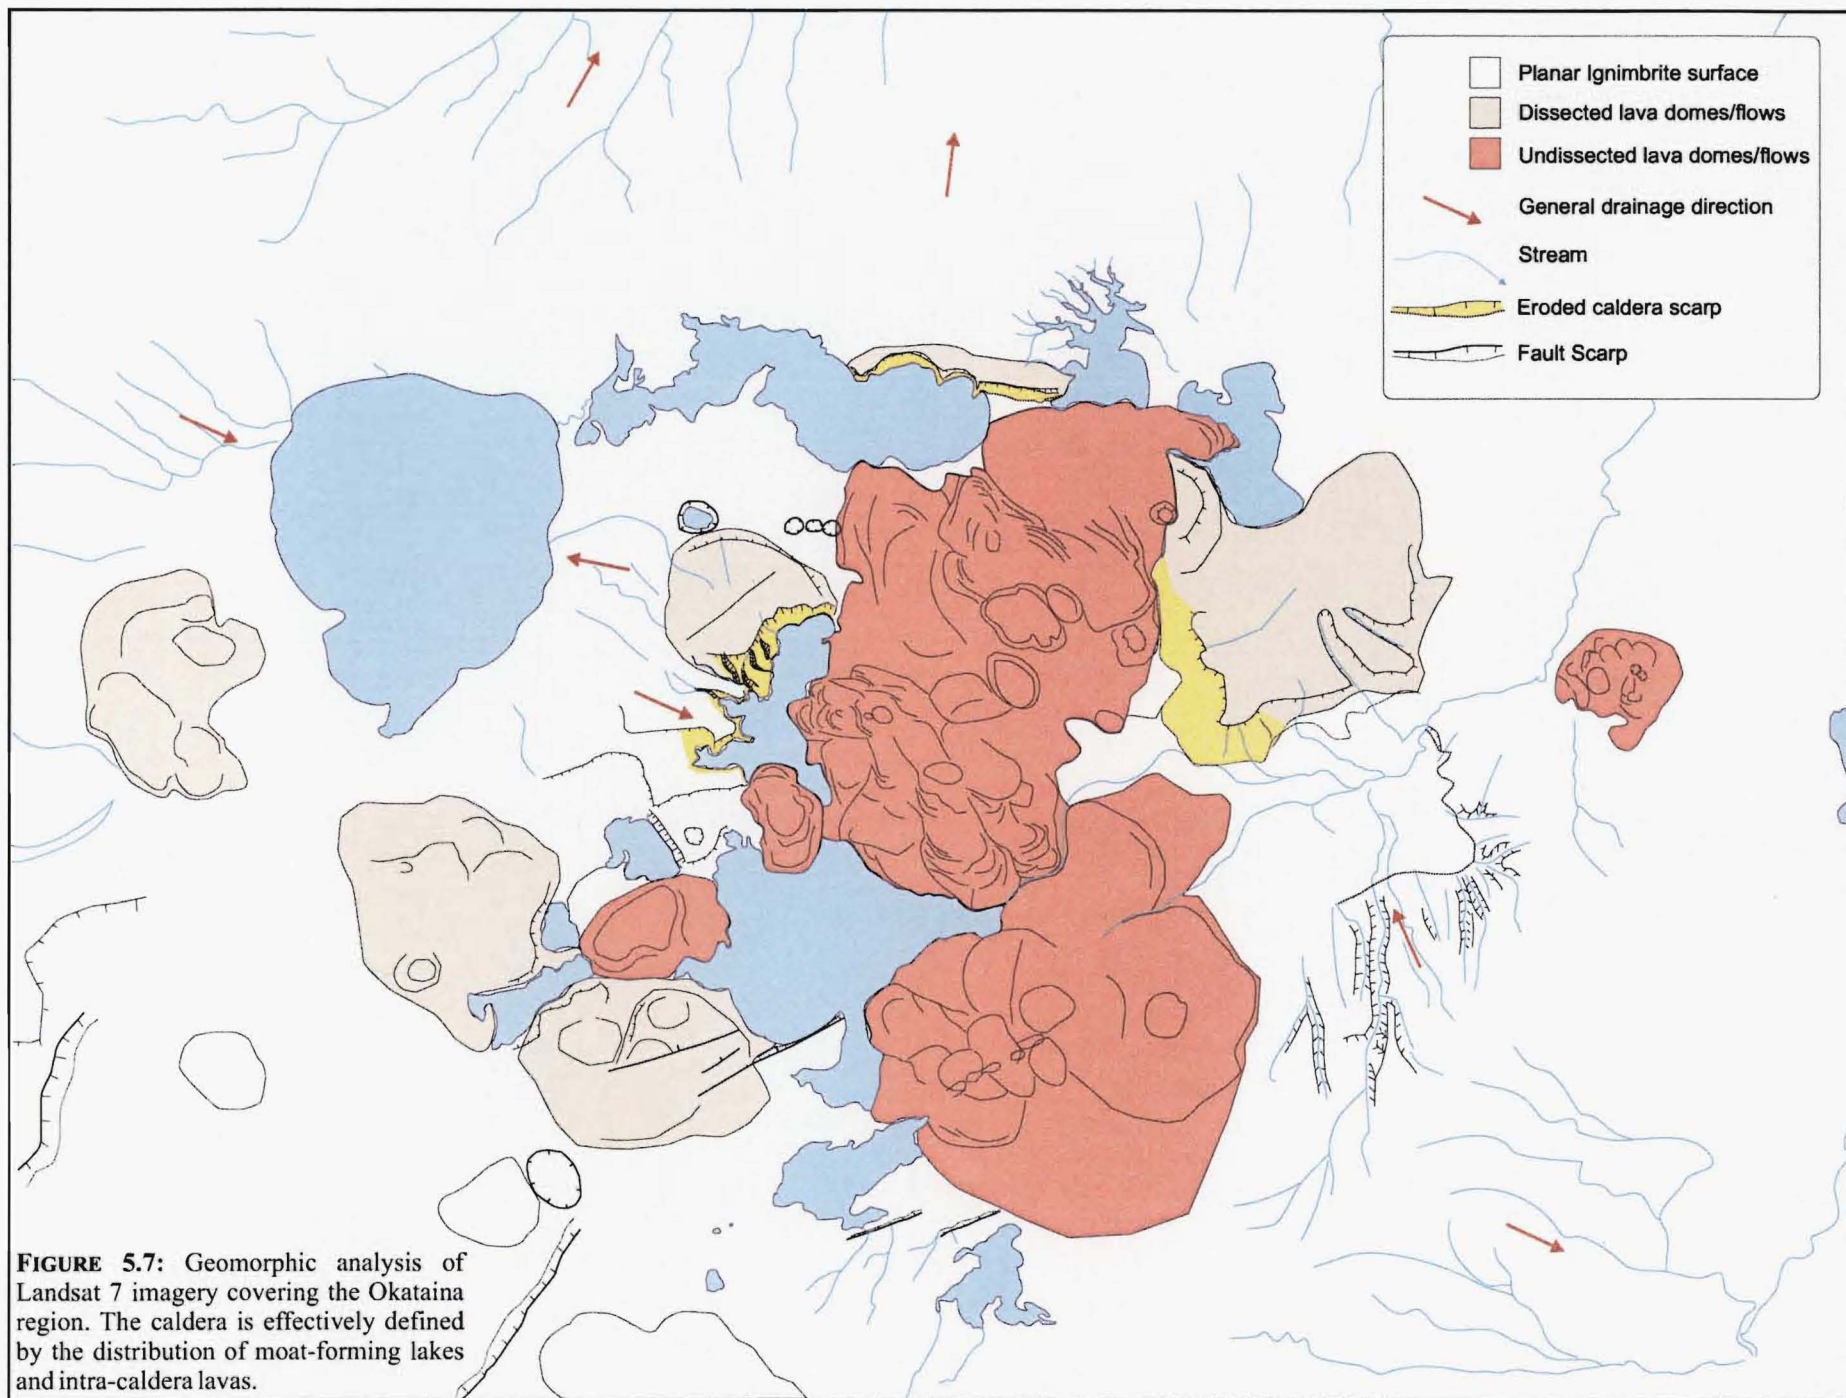 Planar Ignimbrite surface
Dissected lava domes/flows
Undissected lava domes/flows
General drainage direction
Stream
Eroded caldera scarp
Fault Scarp
FIGURE 5.7: Geomorphic analysis of
Landsat 7 imagery covering the Okataina
region. The caldera is effectively defined
by the distribution of moat-forming lakes
and intra-caldera lavas.